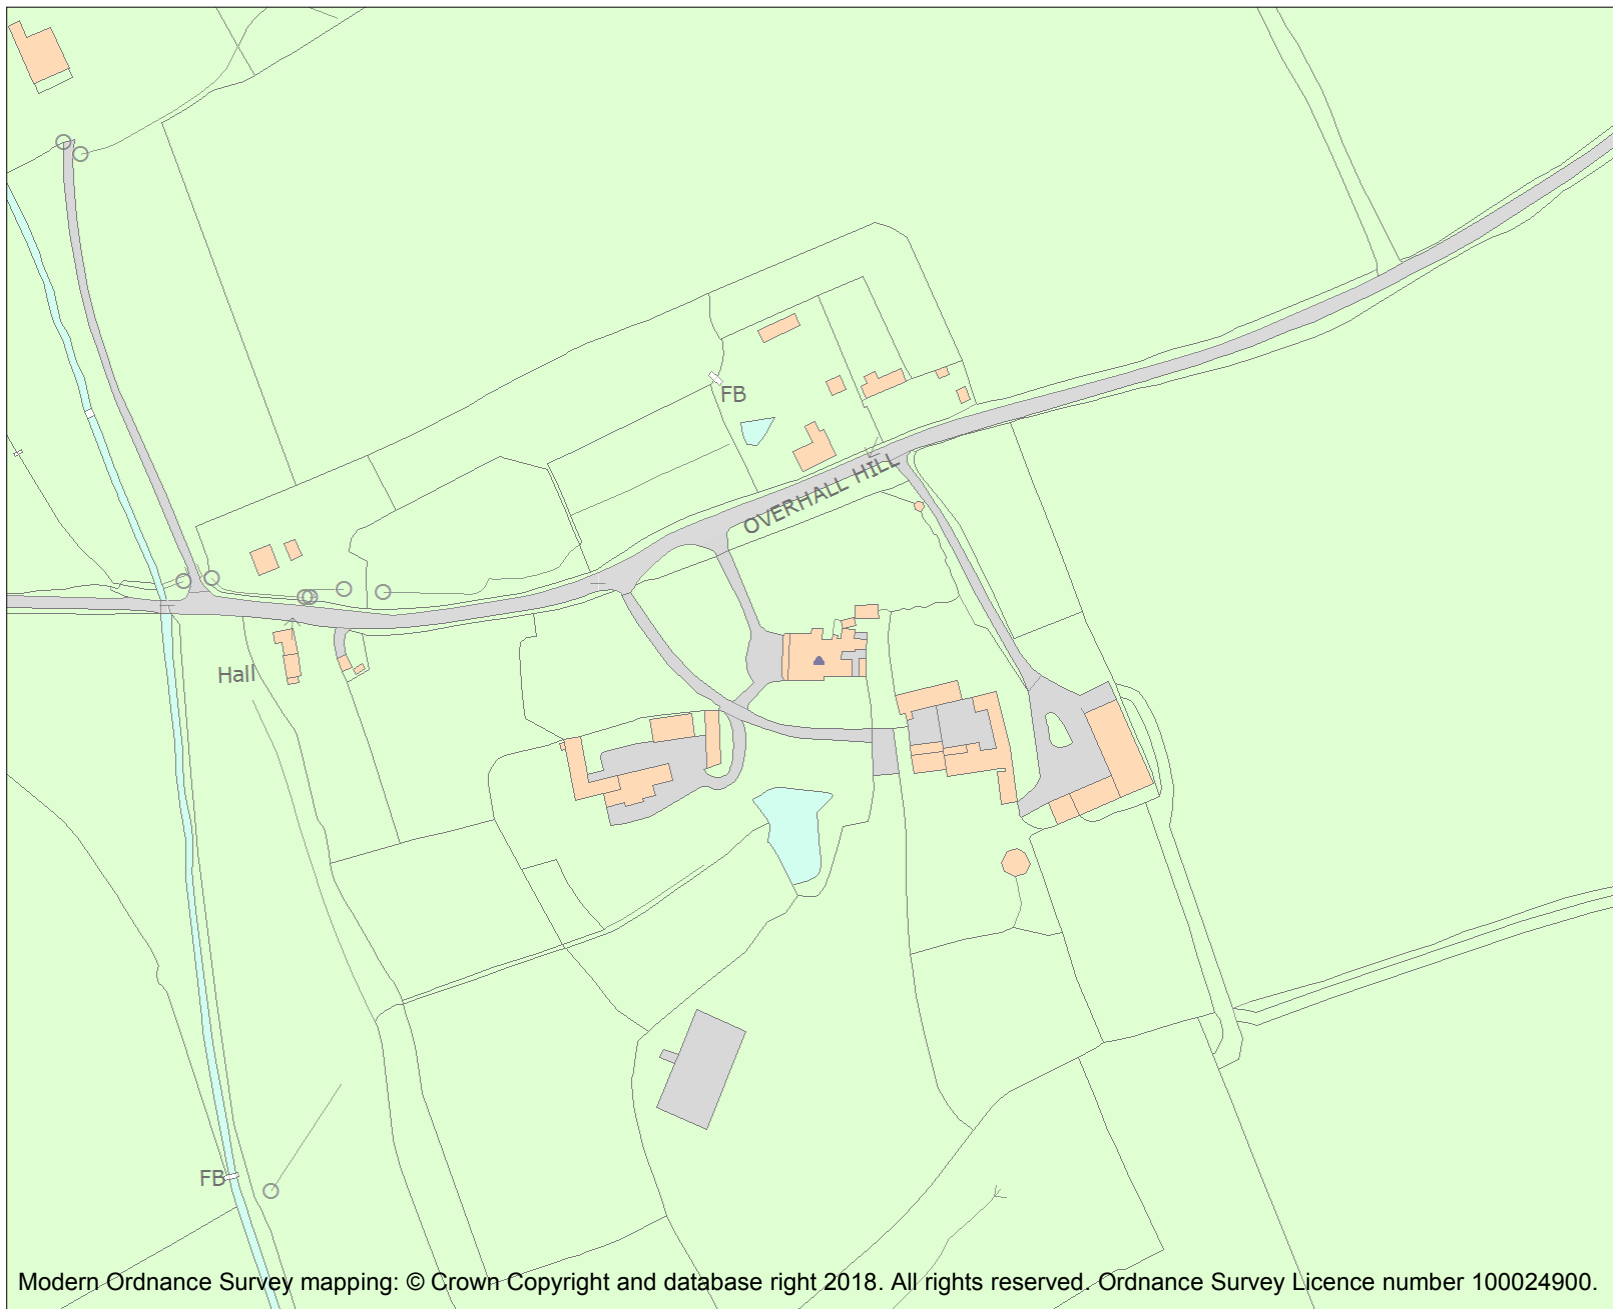 FB
OVERHALL HILL
Hall
FB
Modern Ordnance Survey mapping: © Crown Copyright and database right 2018. All rights reserved. Ordnance Survey Licence number 100024900.